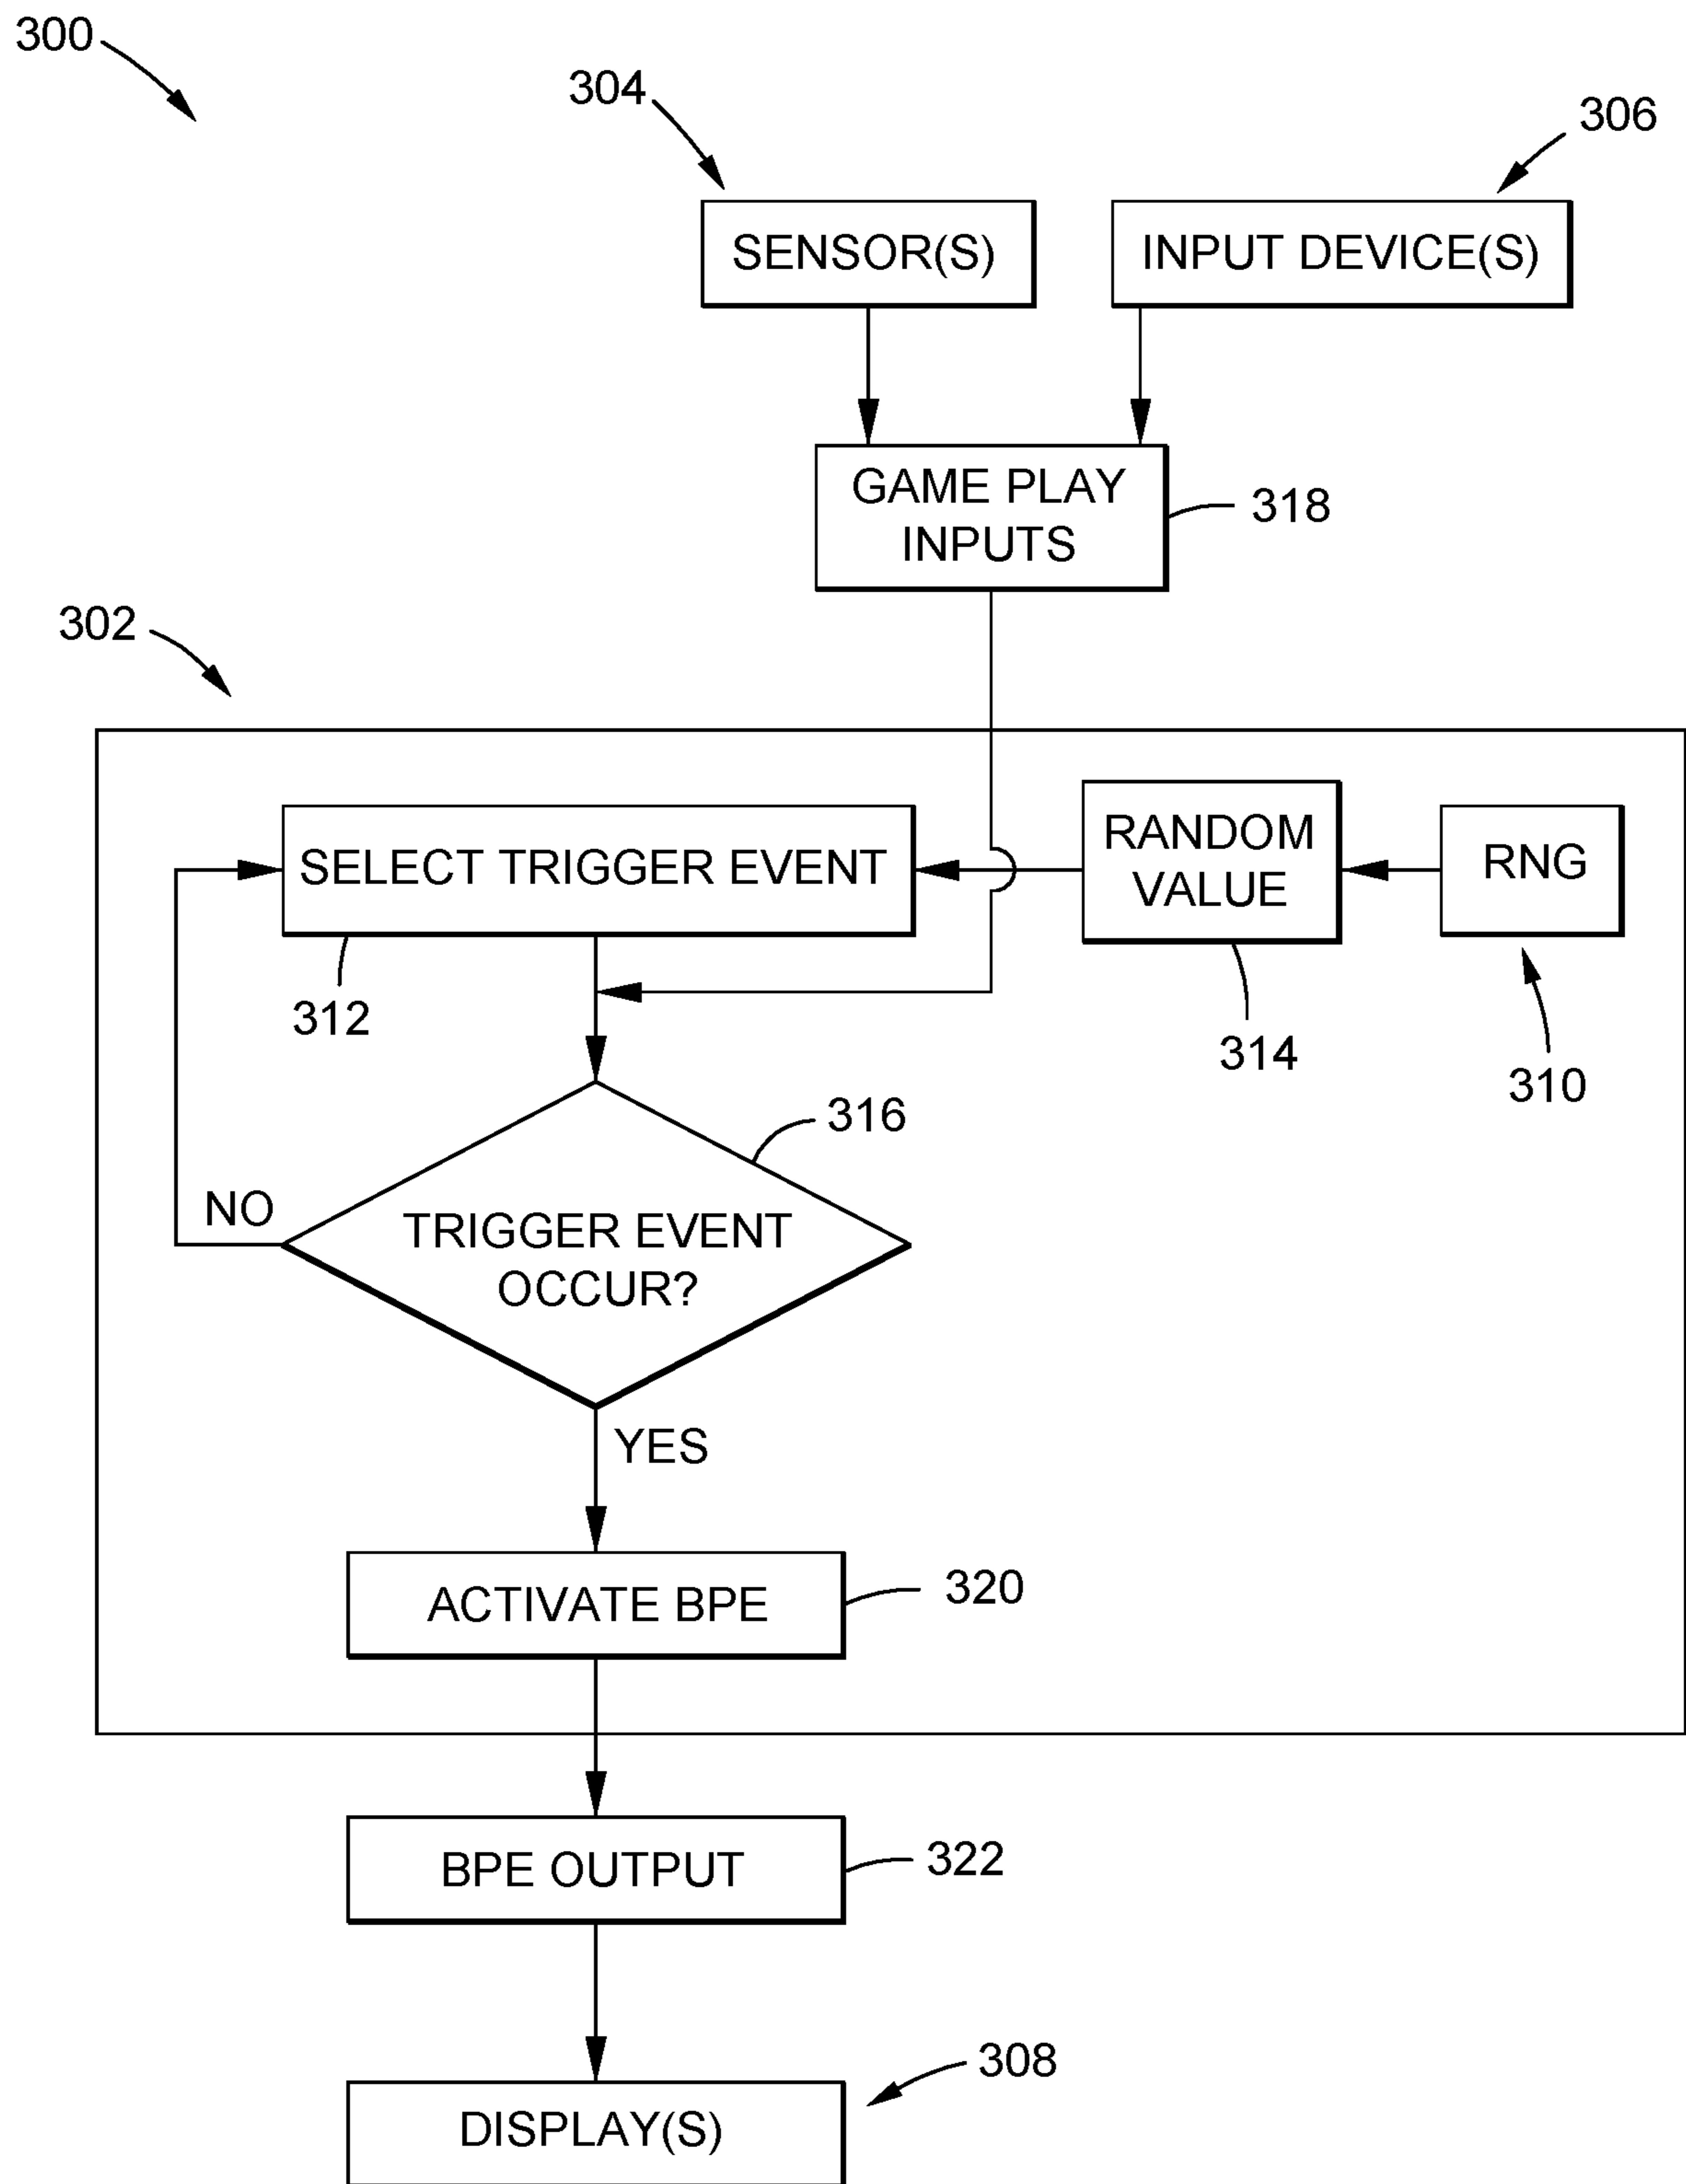 300
304
306
SENSOR(S)
INPUT DEVICE(S)
GAME PLAY
INPUTS
318
302
SELECT TRIGGER EVENT
RANDOM
VALUE
RNG
312
314
310
316
NO
TRIGGER EVENT
OCCUR?
YES
ACTIVATE BPE
320
BPE OUTPUT
322
308
DISPLAY(S)